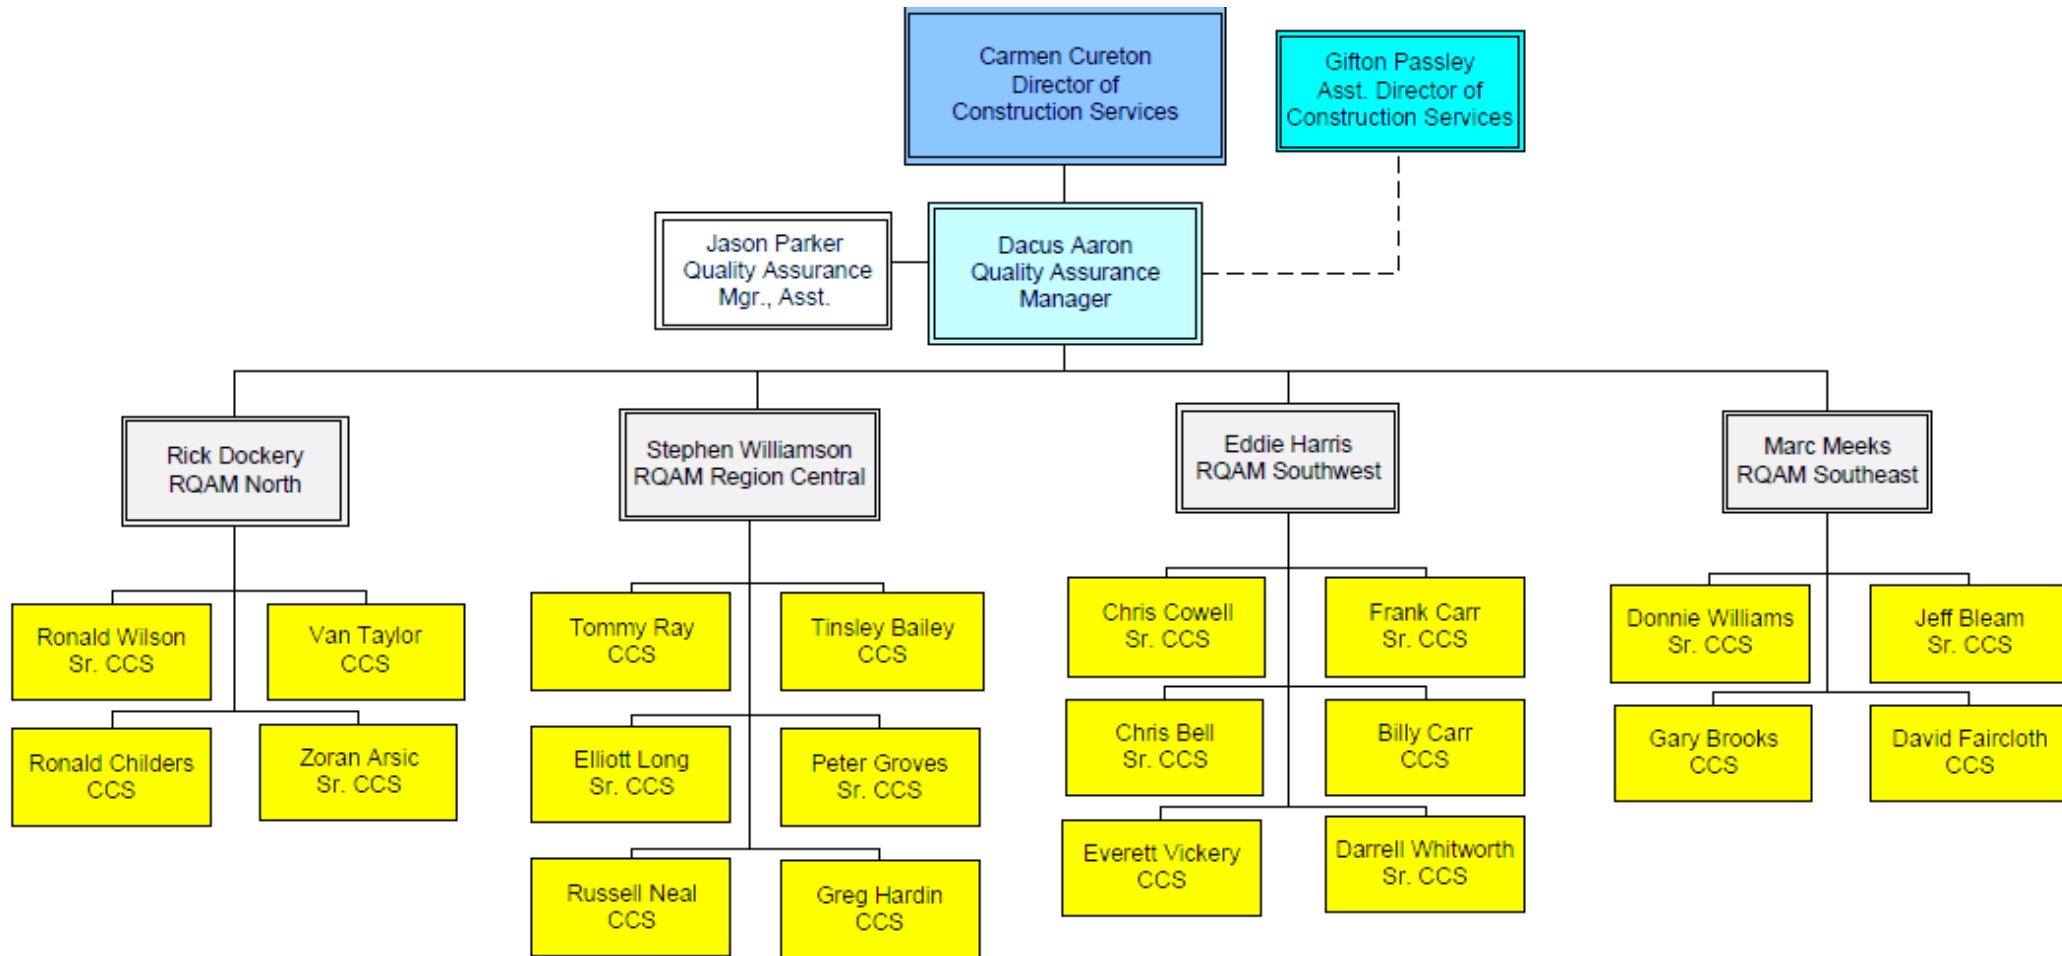 Carmen Cureton
Director of
Construction Services
Gifton Passley
Asst. Director of
Construction Services
Jason Parker
Quality Assurance
Mgr., Asst.
Dacus Aaron
Quality Assurance
Manager
Rick Dockery
RQAM North
Stephen Williamson
RQAM Region Central
Eddie Harris
RQAM Southwest
Marc Meeks
RQAM Southeast
Ronald Wilson
Sr. CCS
Van Taylor
CCS
Ronald Childers
CCS
Zoran Arsic
Sr. CCS
Tommy Ray
CCS
Tinsley Bailey
CCS
Elliott Long
Sr. CCS
Peter Groves
Sr. CCS
Russell Neal
CCS
Greg Hardin
CCS
Chris Cowell
Sr. CCS
Frank Carr
Sr. CCS
Chris Bell
Sr. CCS
Billy Carr
CCS
Everett Vickery
CCS
Darrell Whitworth
Sr. CCS
Donnie Williams
Sr. CCS
Jeff Bleam
Sr. CCS
Gary Brooks
CCS
David Faircloth
CCS